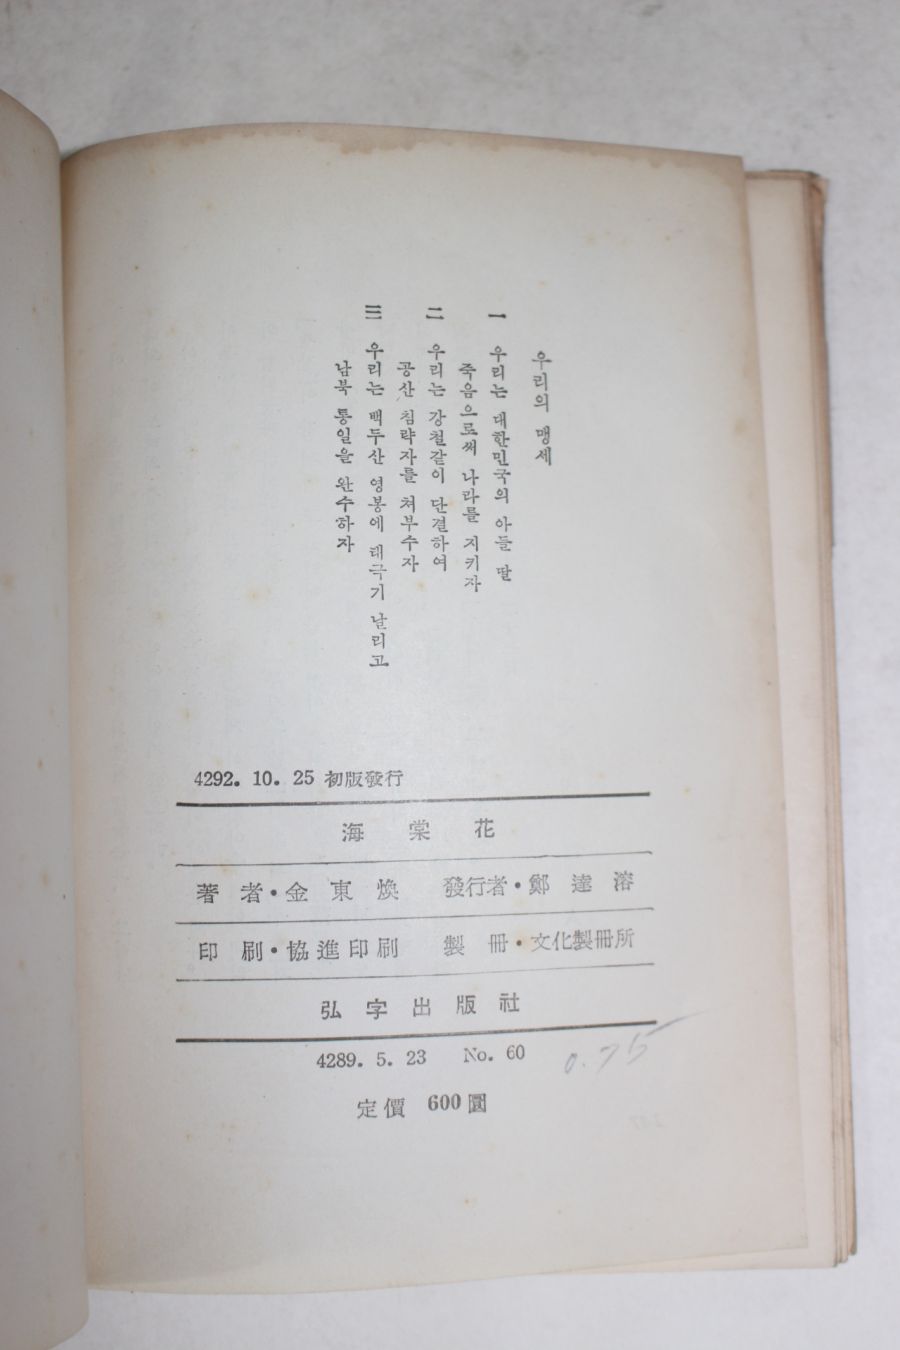 우리의 맹세
一 우리는 대한민국의 아들 딸
죽음으로써 나라를 지키자
二 우리는 강철같이 단결하여
공산 침략자를 쳐부수자
三 우리는 백두산 영봉에 태극기 날리고
남북 통일을 완수하자
4292. 10. 25 初版發行
海棠花
著者・金東煥 發行者・鄭達溶
印刷・協進印刷 製冊・文化製冊所
弘字出版社
4289. 5. 23 No. 60
0.75
定價 600圜